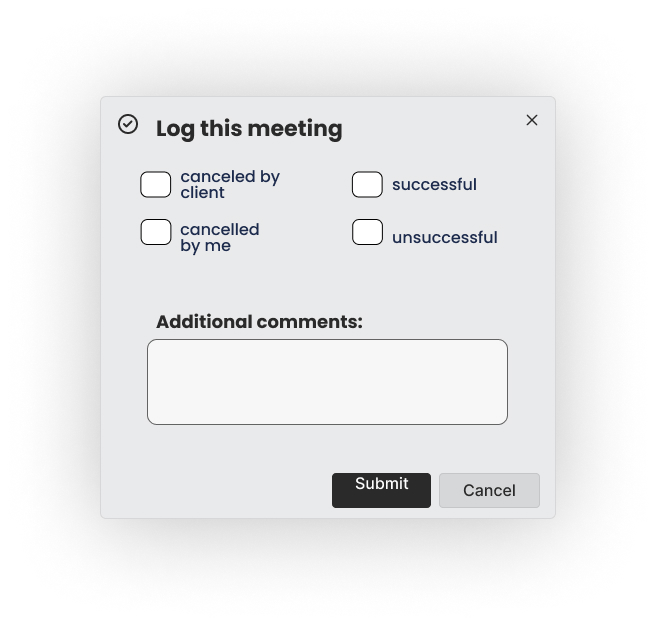 Log this meeting
canceled by
client
successful
cancelled
by me
unsuccessful
Additional comments:
Submit
Cancel